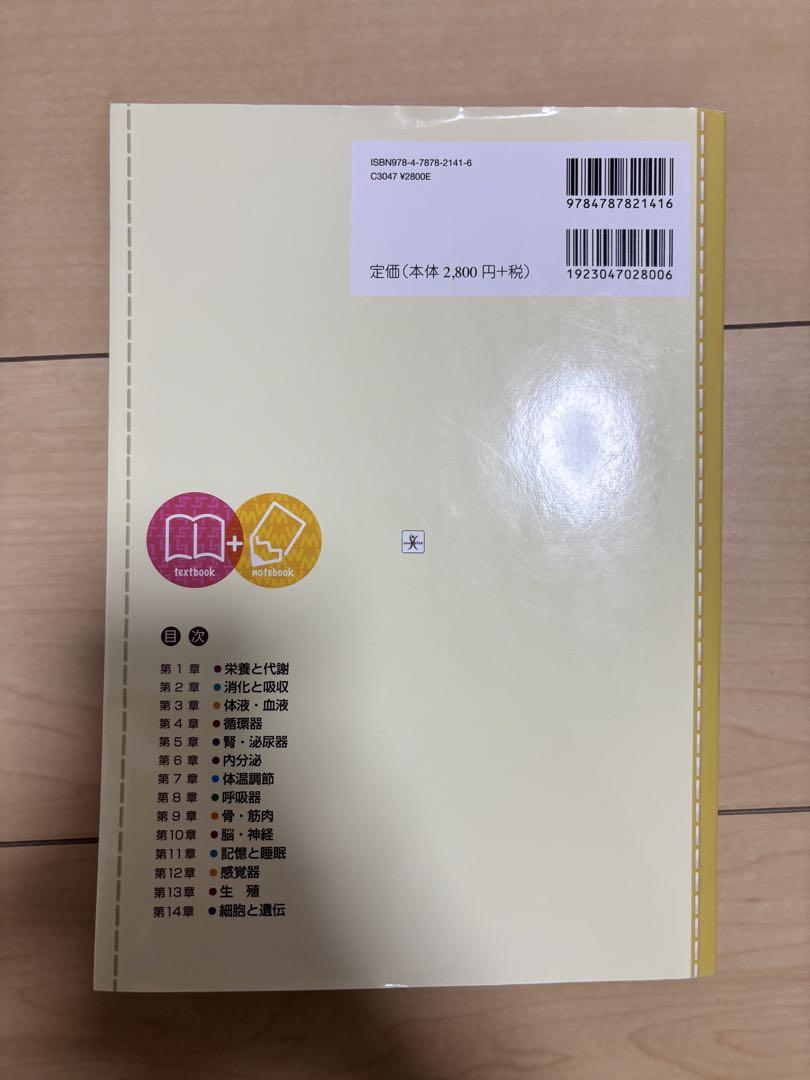 ISBN978-4-7878-2141-6
C3047 ¥2800E
9784787821416
定価(本体 2,800 円+税)
1923047028006
textbook
+
notebook
目次
第1章 ●栄養と代謝
第2章 ●消化と吸収
第3章 ●体液・血液
第4章 ●循環器
第5章 ●腎・泌尿器
第6章 ●内分泌
第7章 ●体温調節
第8章 ●呼吸器
第9章 ●骨・筋肉
第10章 ●脳・神経
第11章 ●記憶と睡眠
第12章 ●感覚器
第13章 ●生 殖
第14章 ●細胞と遺伝